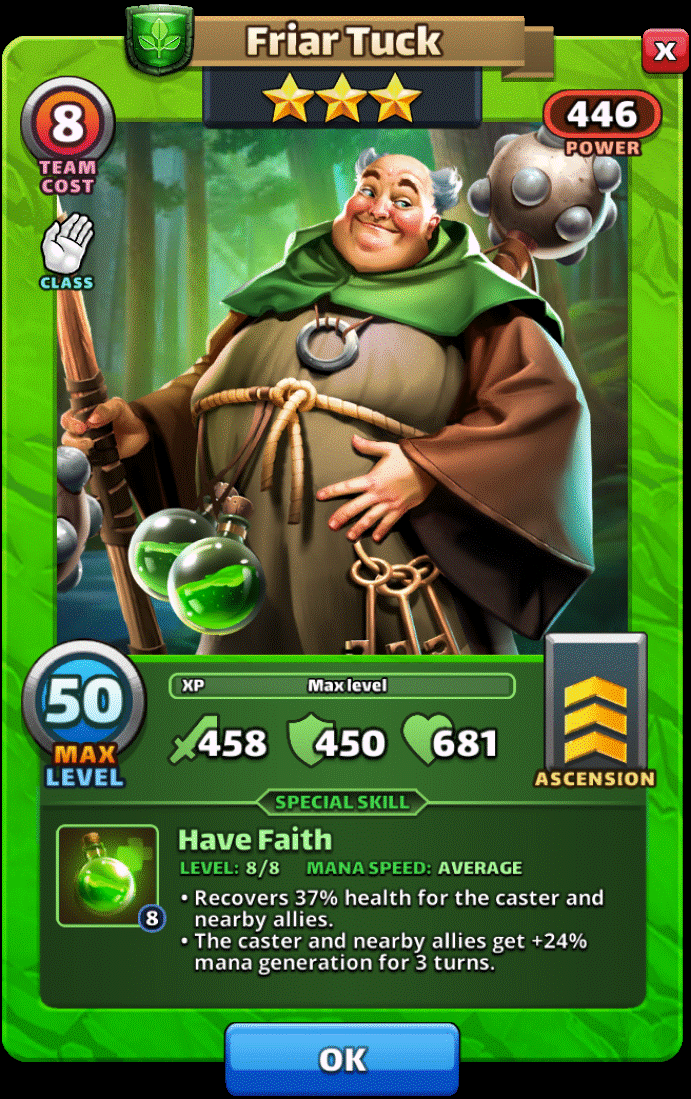 Friar Tuck
X
8
TEAM
COST
446
POWER
CLASS
50
MAX
LEVEL
XP Max level
458 450 681
ASCENSION
SPECIAL SKILL
Have Faith
LEVEL: 8/8 MANA SPEED: AVERAGE
8
• Recovers 37% health for the caster and
nearby allies.
• The caster and nearby allies get +24%
mana generation for 3 turns.
OK